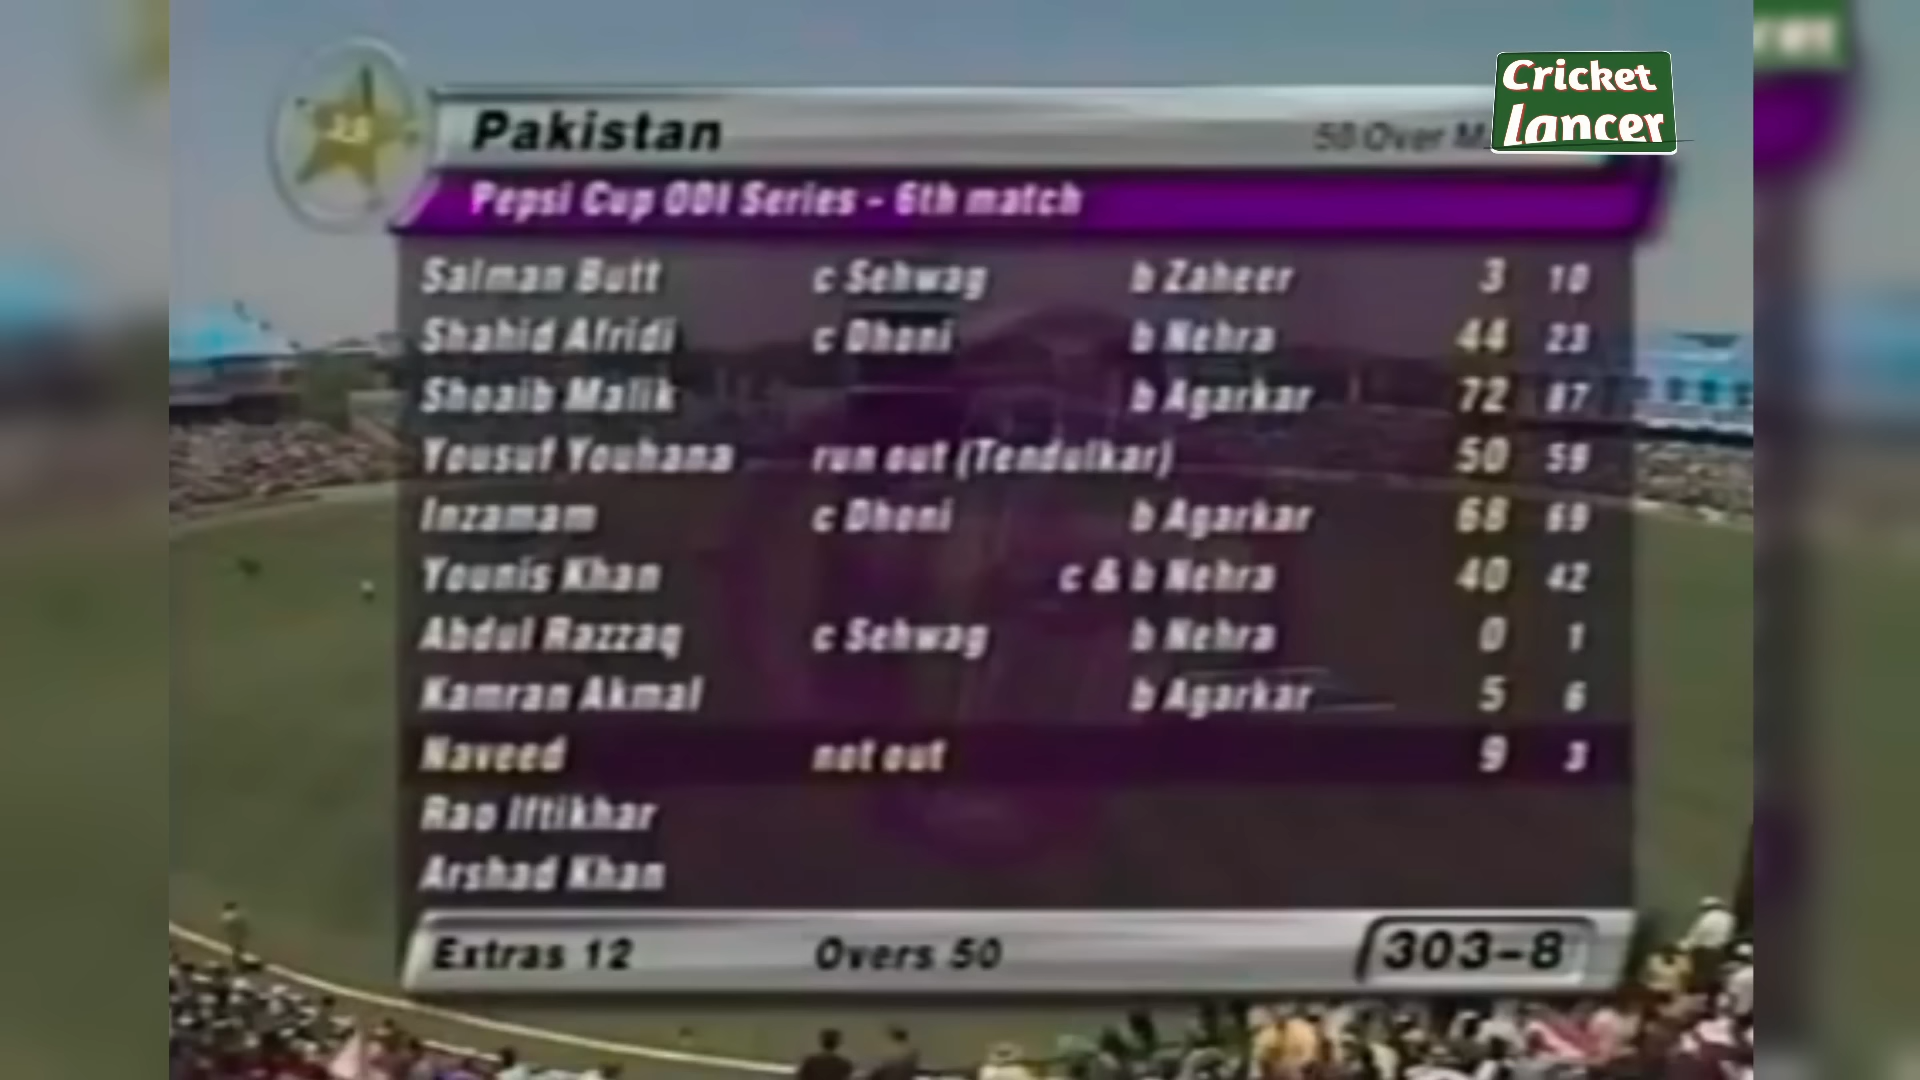 Cricket
lancer
Pakistan 50 Over
Pepsi Cup ODI Series - 6th match
Salman Butt c Sehwag b Zaheer 3 10
Shahid Afridi c Dhoni b Nehra 44 23
Shoaib Malik b Agarkar 72 87
Yousuf Youhana run out (Tendulkar) 50 59
Inzamam c Dhoni b Agarkar 68 69
Younis Khan c & b Nehra 40 42
Abdul Razzaq c Sehwag b Nehra 0 1
Kamran Akmal b Agarkar 5 6
Naveed not out 9 3
Rao Iftikhar
Arshad Khan
Extras 12 Overs 50 303-8